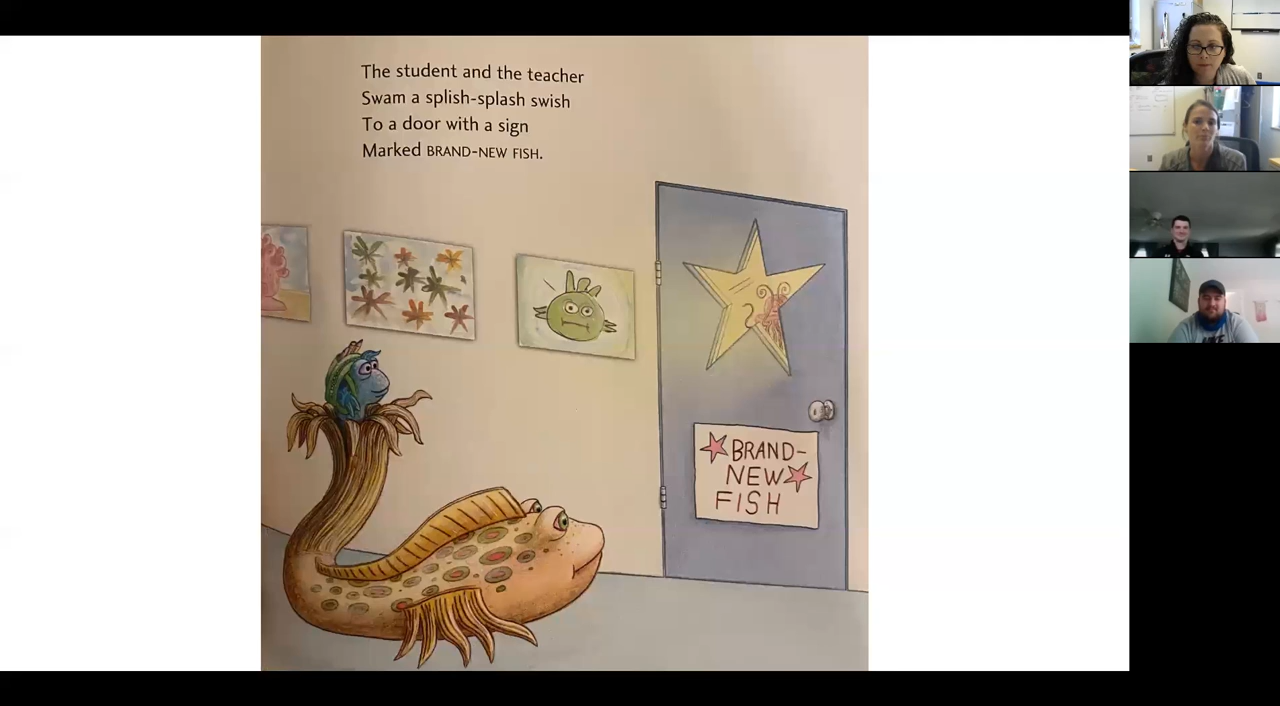 The student and the teacher
Swam a splish-splash swish
To a door with a sign
Marked BRAND-NEW FISH.
BRAND-
NEW
FISH